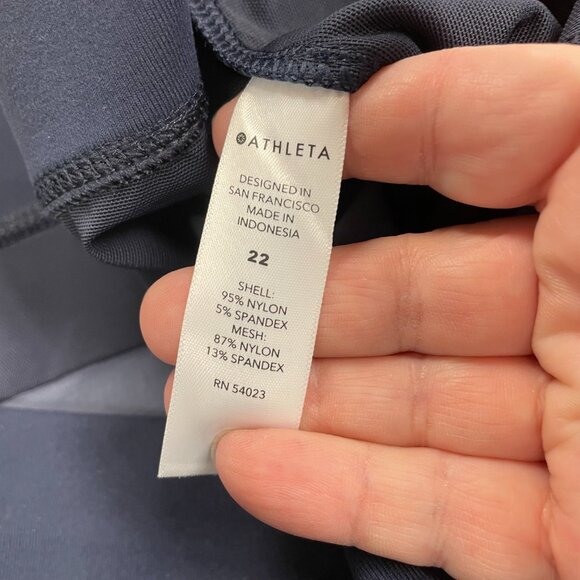 ATHLETA
DESIGNED IN
SAN FRANCISCO
MADE IN
INDONESIA
22
SHELL:
95% NYLON
5% SPANDEX
MESH:
87% NYLON
13% SPANDEX
RN 54023